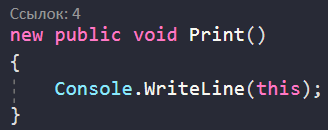 Ссылок: 4
new public void Print()
{
Console.WriteLine(this);
}